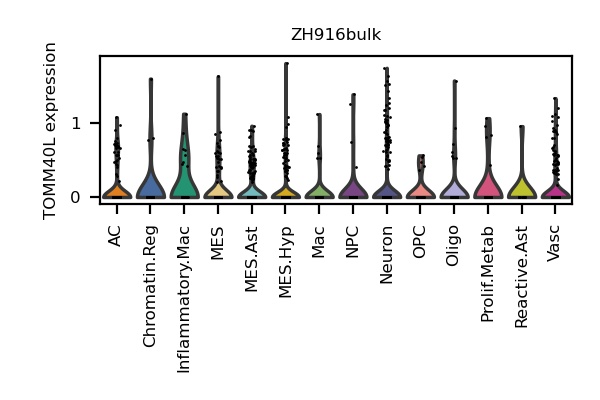 ZH916bulk
TOMM40L expression
1
0
AC
Chromatin.Reg
Inflammatory.Mac
MES
MES.Ast
MES.Hyp
Mac
NPC
Neuron
OPC
Oligo
Prolif.Metab
Reactive.Ast
Vasc